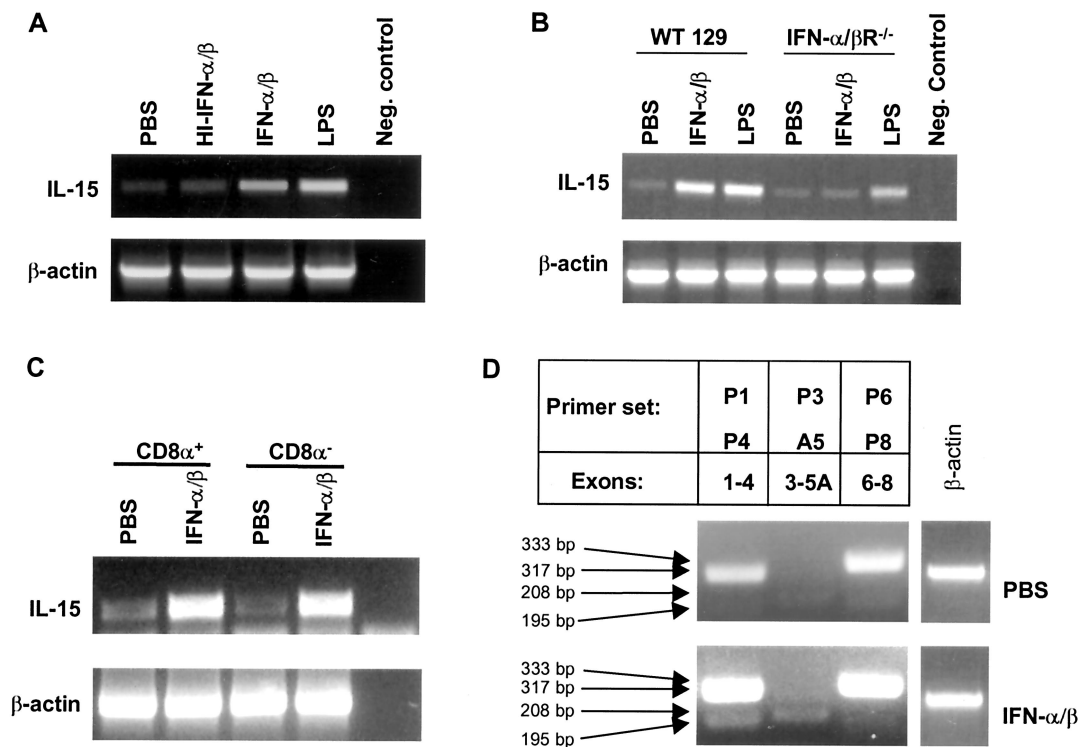 A
PBS
HI-IFN-α/β
IFN-α/β
LPS
Neg. control
IL-15
β-actin
B
WT 129
IFN-α/βR-/-
PBS
IFN-α/β
LPS
PBS
IFN-α/β
LPS
Neg. Control
IL-15
β-actin
C
CD8α+
CD8α-
PBS
IFN-α/β
PBS
IFN-α/β
IL-15
β-actin
D
Primer set:
P1
P3
P6
P4
A5
P8
Exons:
1-4
3-5A
6-8
β-actin
333 bp
317 bp
208 bp
195 bp
PBS
333 bp
317 bp
208 bp
195 bp
IFN-α/β